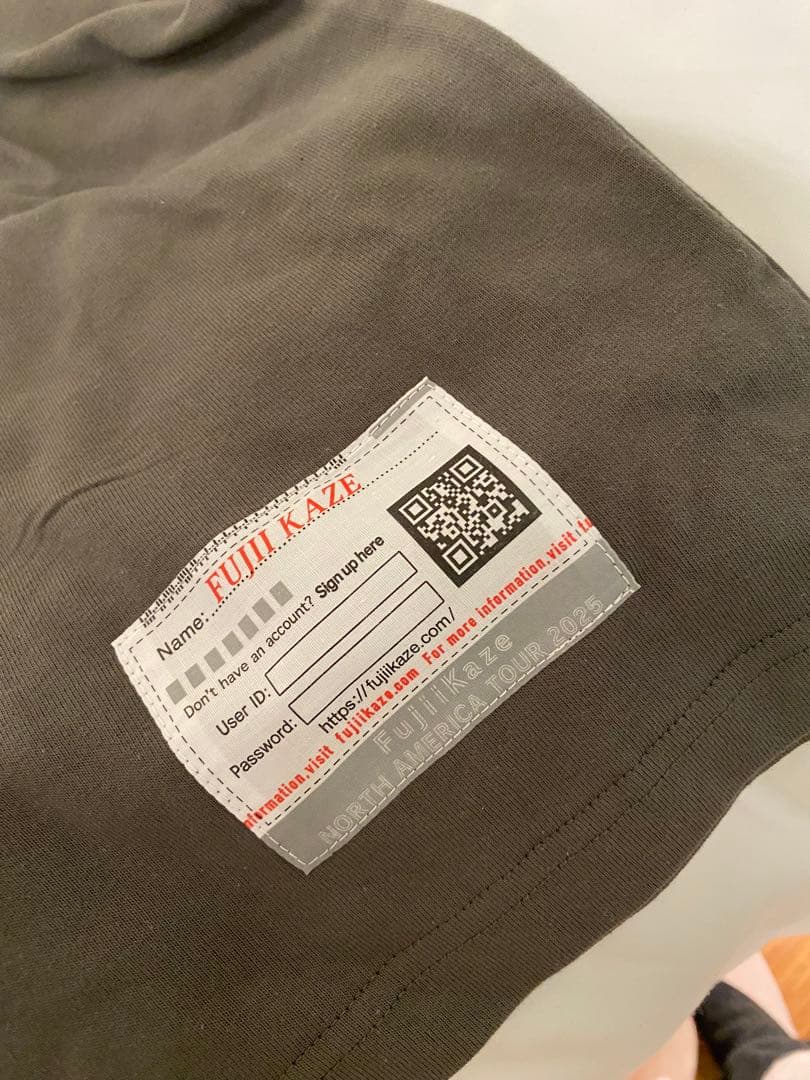 Name: FUJII KAZE
Don't have an account? Sign up here
User ID:
Password:
https://fujiikaze.com/
information,visit fujiikaze.com For more information,visit fu
FujiiKaze
NORTH AMERICA TOUR 2025